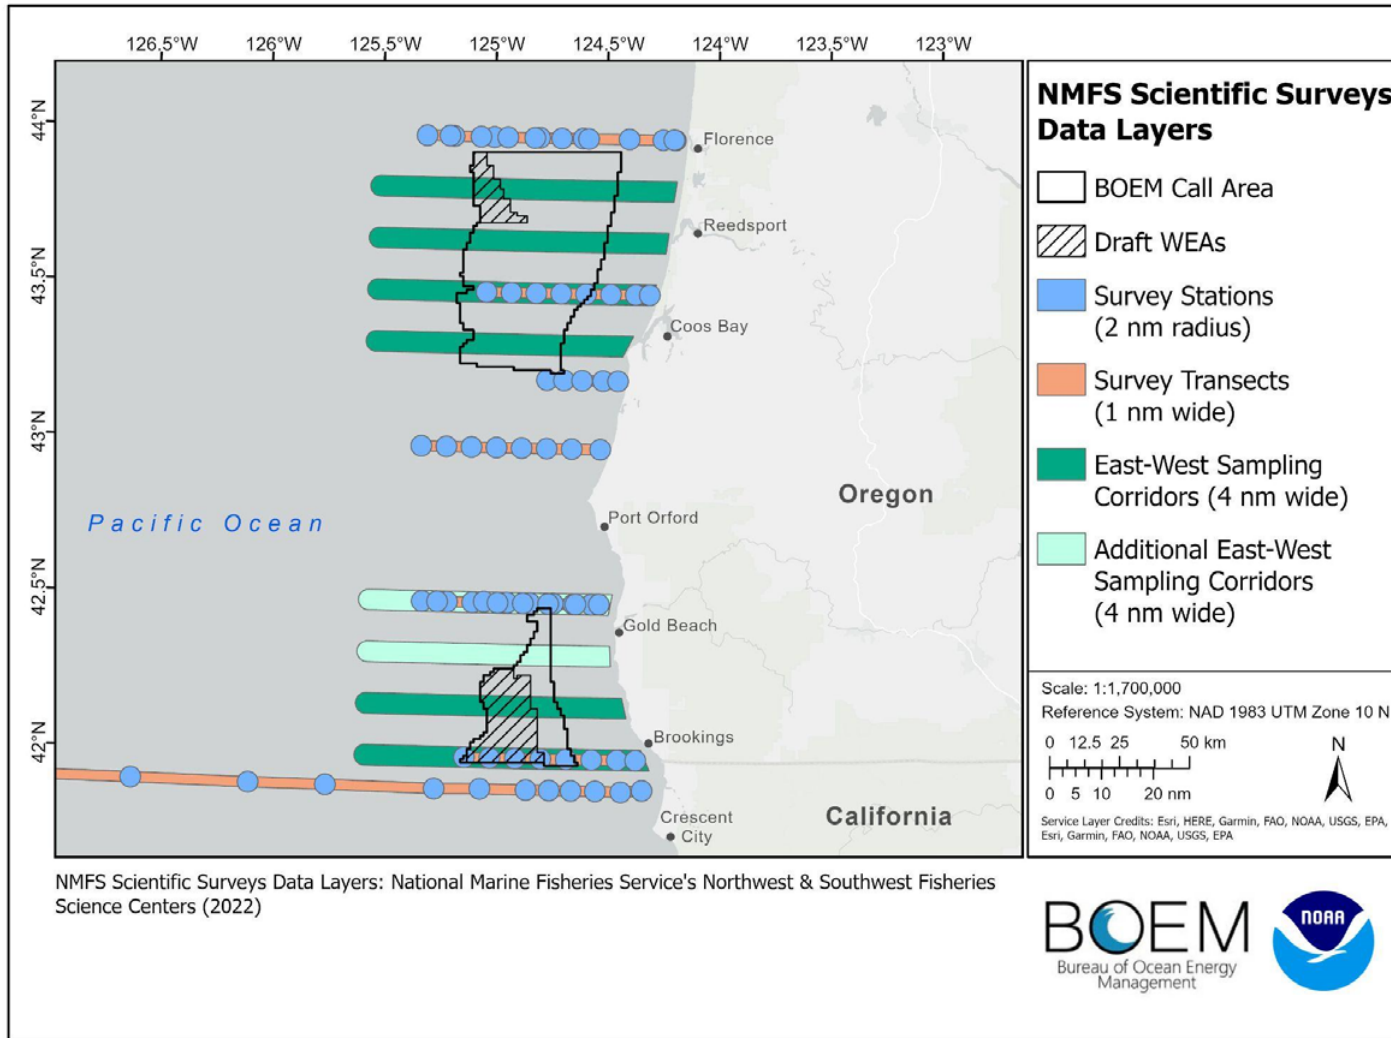 126.5°W 126°W 125.5°W 125°W 124.5°W 124°W 123.5°W 123°W
44°N
43.5°N
43°N
42.5°N
42°N
Florence
Reedsport
Coos Bay
Oregon
Pacific Ocean
Port Orford
Gold Beach
Brookings
California
Crescent
City
NMFS Scientific Surveys
Data Layers
BOEM Call Area
Draft WEAs
Survey Stations
(2 nm radius)
Survey Transects
(1 nm wide)
East-West Sampling
Corridors (4 nm wide)
Additional East-West
Sampling Corridors
(4 nm wide)
Scale: 1:1,700,000
Reference System: NAD 1983 UTM Zone 10 N
0 12.5 25 50 km
0 5 10 20 nm
N
Service Layer Credits: Esri, HERE, Garmin, FAO, NOAA, USGS, EPA,
Esri, Garmin, FAO, NOAA, USGS, EPA
NMFS Scientific Surveys Data Layers: National Marine Fisheries Service's Northwest & Southwest Fisheries
Science Centers (2022)
BOEM
Bureau of Ocean Energy
Management
NOAA